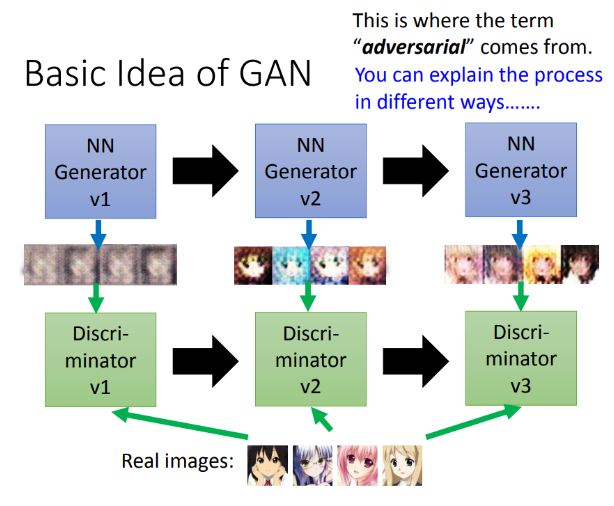 This is where the term
“adversarial” comes from.
Basic Idea of GAN
You can explain the process
in different ways…….
NN
Generator
v1
NN
Generator
v2
NN
Generator
v3
Discri-
minator
v1
Discri-
minator
v2
Discri-
minator
v3
Real images: